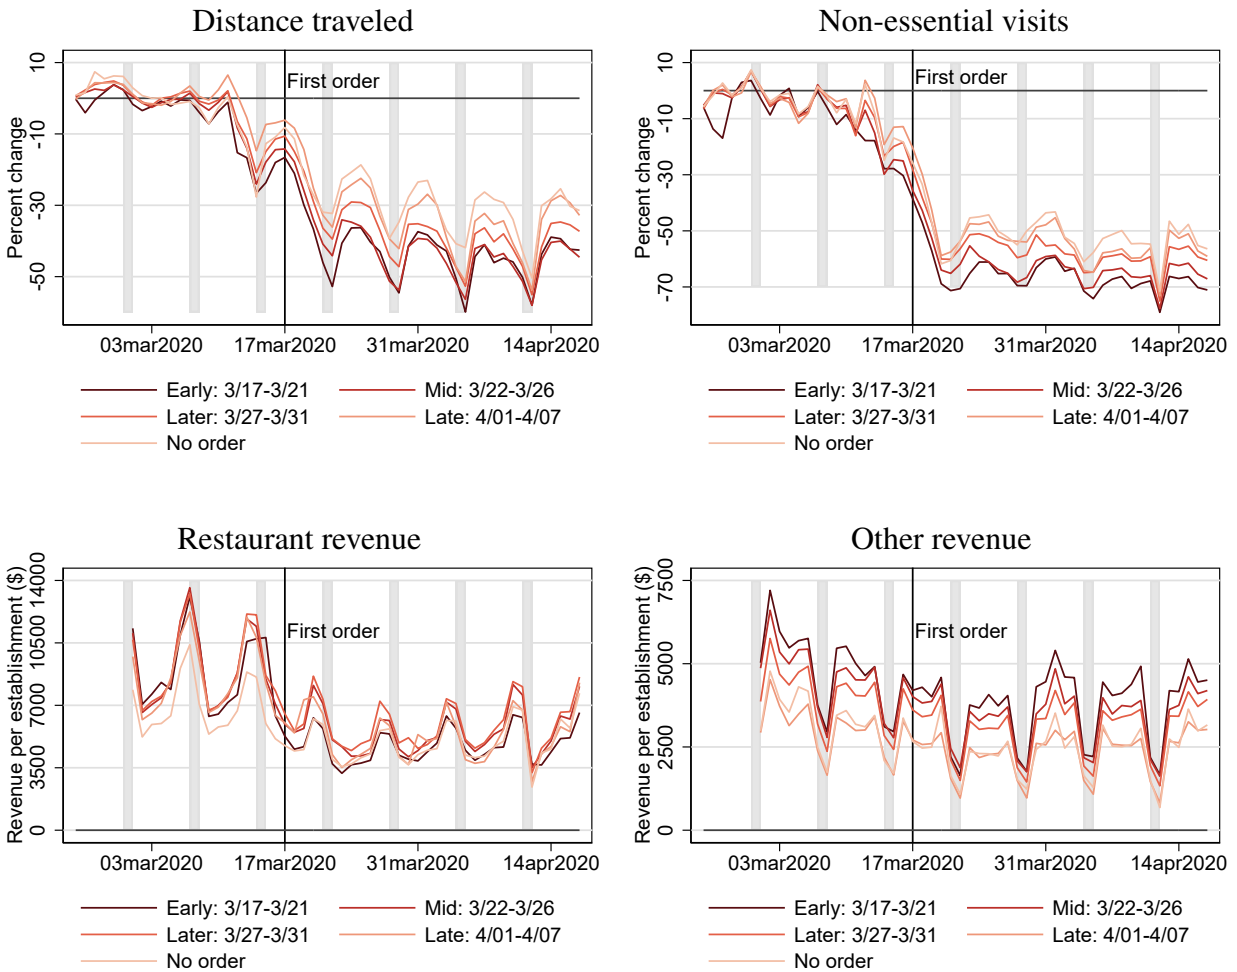 Distance traveled
Percent change
10
-10
-30
-50
First order
03mar2020 17mar2020 31mar2020 14apr2020
Early: 3/17-3/21 Mid: 3/22-3/26
Later: 3/27-3/31 Late: 4/01-4/07
No order
Non-essential visits
Percent change
10
-10
-30
-50
-70
First order
03mar2020 17mar2020 31mar2020 14apr2020
Early: 3/17-3/21 Mid: 3/22-3/26
Later: 3/27-3/31 Late: 4/01-4/07
No order
Restaurant revenue
Revenue per establishment ($)
14000
10500
7000
3500
0
First order
03mar2020 17mar2020 31mar2020 14apr2020
Early: 3/17-3/21 Mid: 3/22-3/26
Later: 3/27-3/31 Late: 4/01-4/07
No order
Other revenue
Revenue per establishment ($)
7500
5000
2500
0
First order
03mar2020 17mar2020 31mar2020 14apr2020
Early: 3/17-3/21 Mid: 3/22-3/26
Later: 3/27-3/31 Late: 4/01-4/07
No order